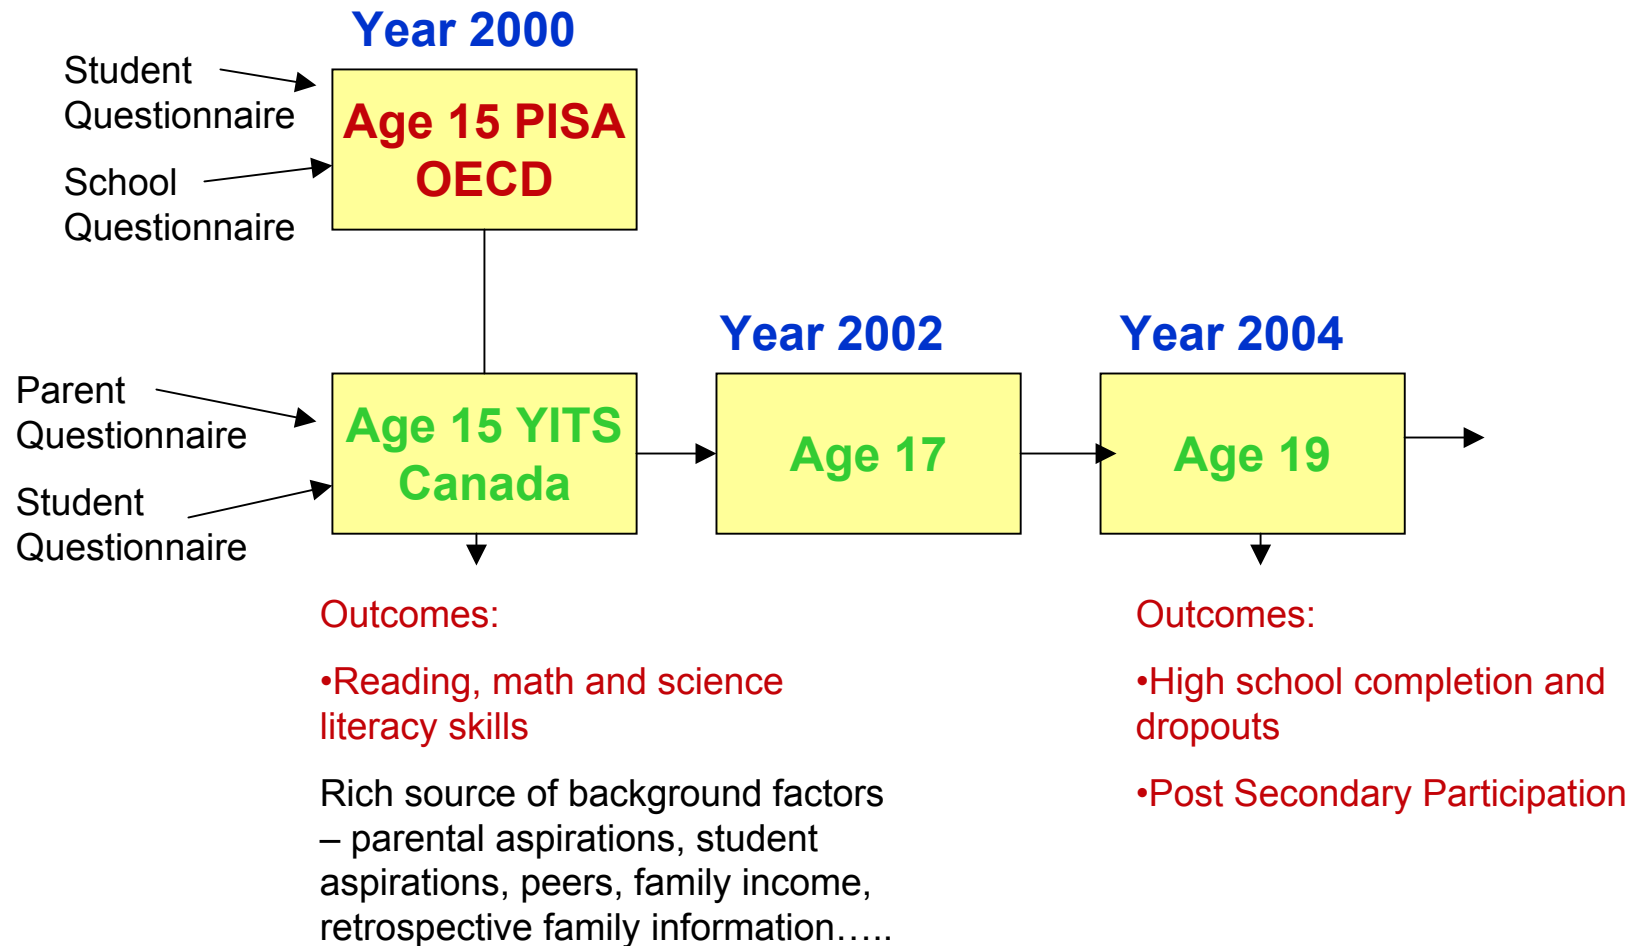 Year 2000
Student
Questionnaire
School
Questionnaire
Age 15 PISA
OECD
Year 2002
Year 2004
Parent
Questionnaire
Student
Questionnaire
Age 15 YITS
Canada
Age 17
Age 19
Outcomes:
•Reading, math and science
literacy skills
Rich source of background factors
– parental aspirations, student
aspirations, peers, family income,
retrospective family information…..
Outcomes:
•High school completion and
dropouts
•Post Secondary Participation